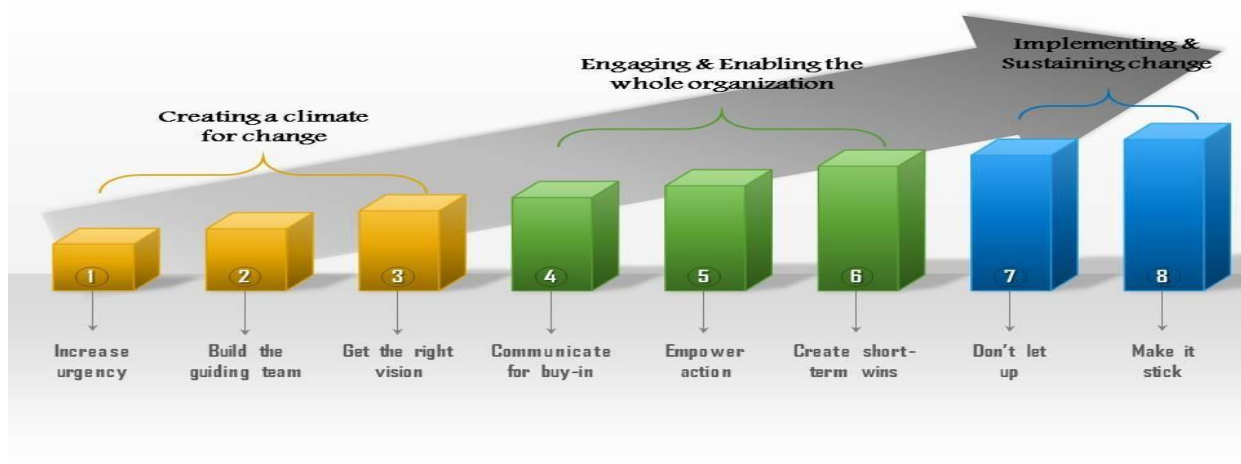 Creating a climate
for change
Engaging & Enabling the
whole organization
Implementing &
Sustaining change
1
2
3
4
5
6
7
8
Increase
urgency
Build the
guiding team
Get the right
vision
Communicate
for buy-in
Empower
action
Create short-
term wins
Don't let
up
Make it
stick